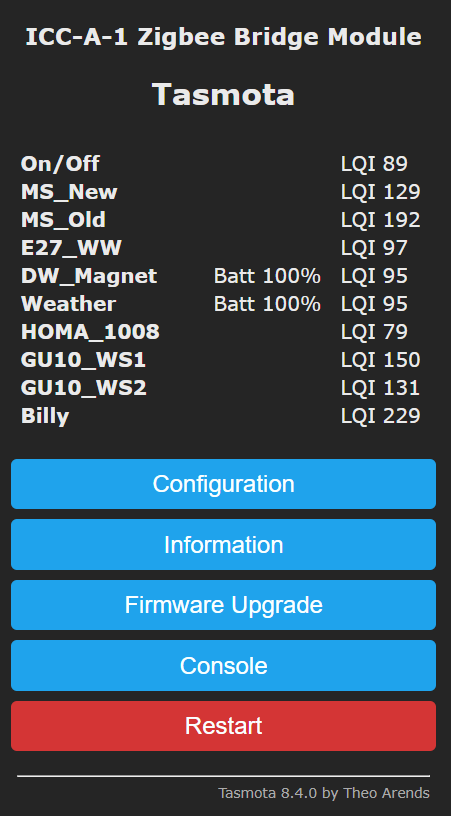 ICC-A-1 Zigbee Bridge Module
Tasmota
On/Off LQI 89
MS_New LQI 129
MS_Old LQI 192
E27_WW LQI 97
DW_Magnet Batt 100% LQI 95
Weather Batt 100% LQI 95
HOMA_1008 LQI 79
GU10_WS1 LQI 150
GU10_WS2 LQI 131
Billy LQI 229
Configuration
Information
Firmware Upgrade
Console
Restart
Tasmota 8.4.0 by Theo Arends